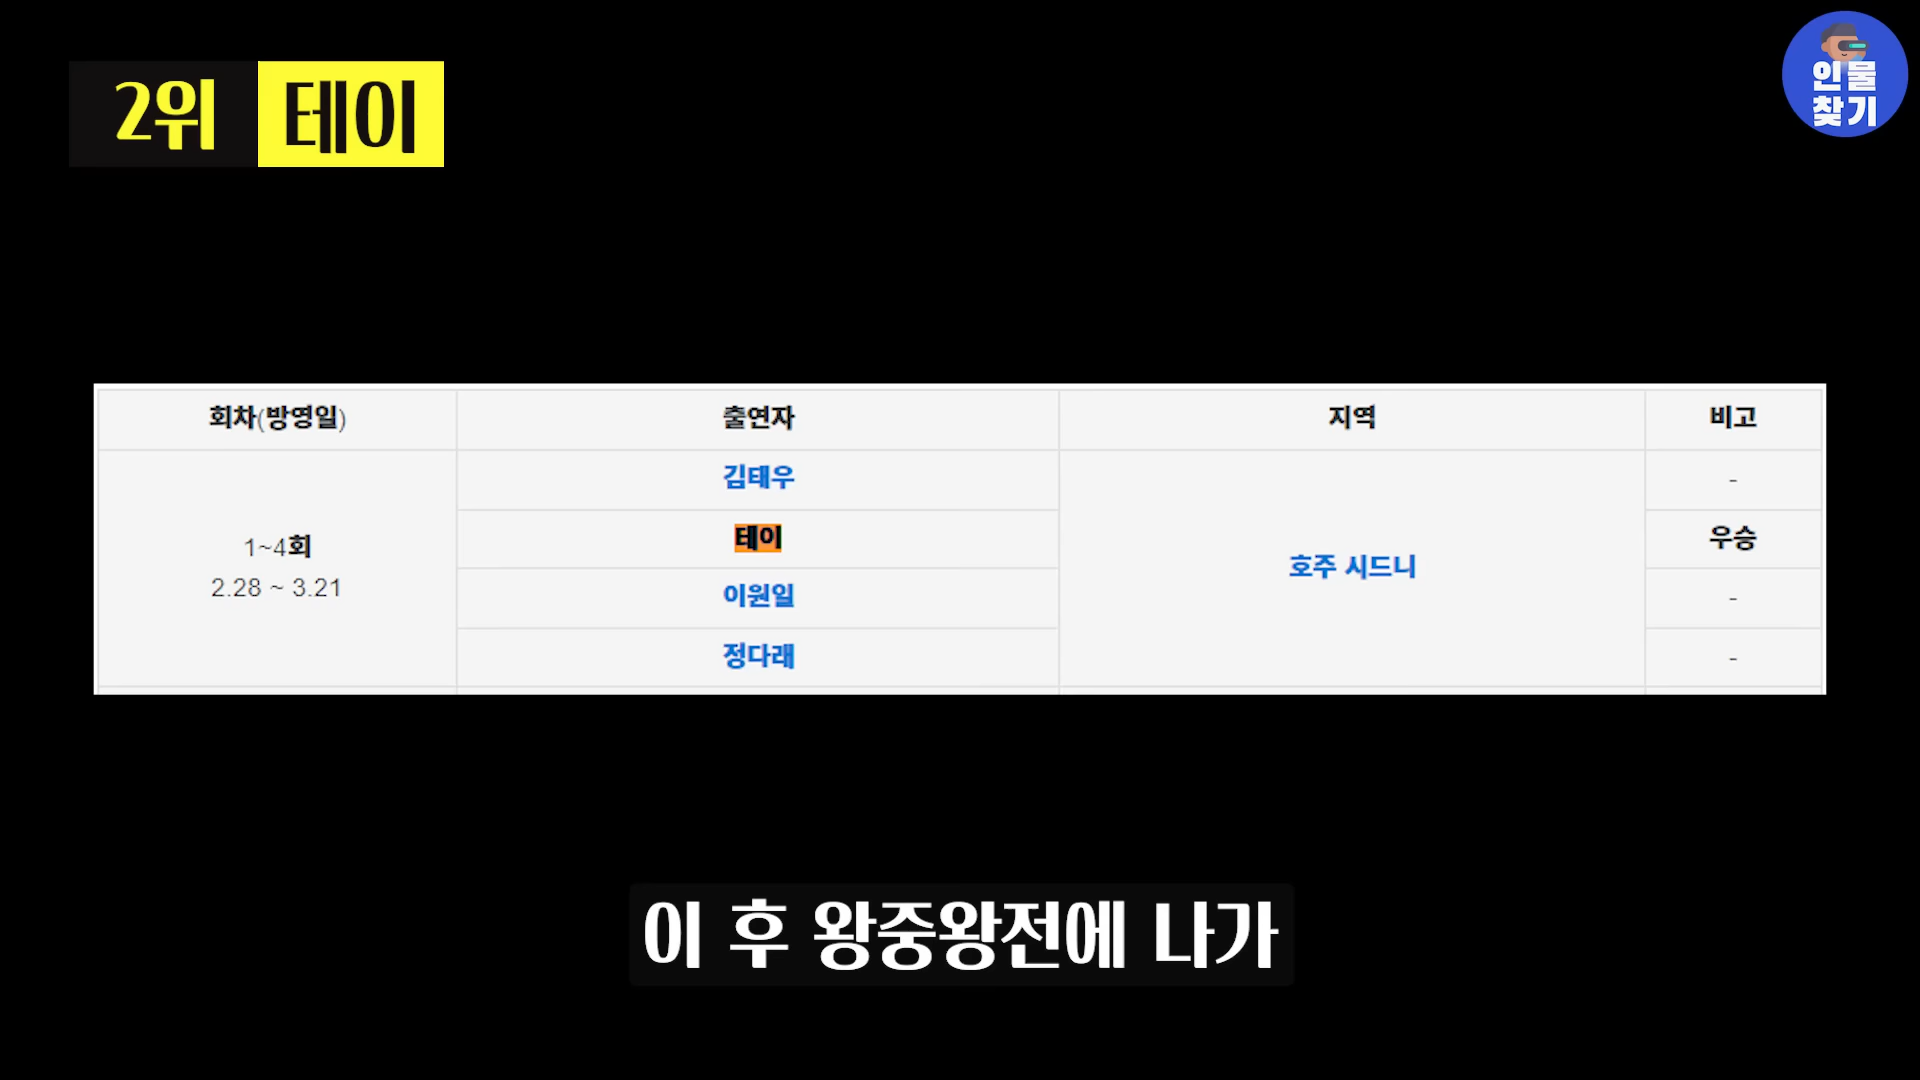 2위 테이
인물
찾기
회차(방영일) 출연자 지역 비고
1~4회
2.28 ~ 3.21
김태우 -
테이 우승
호주 시드니
이원일 -
정다래 -
이 후 왕중왕전에 나가